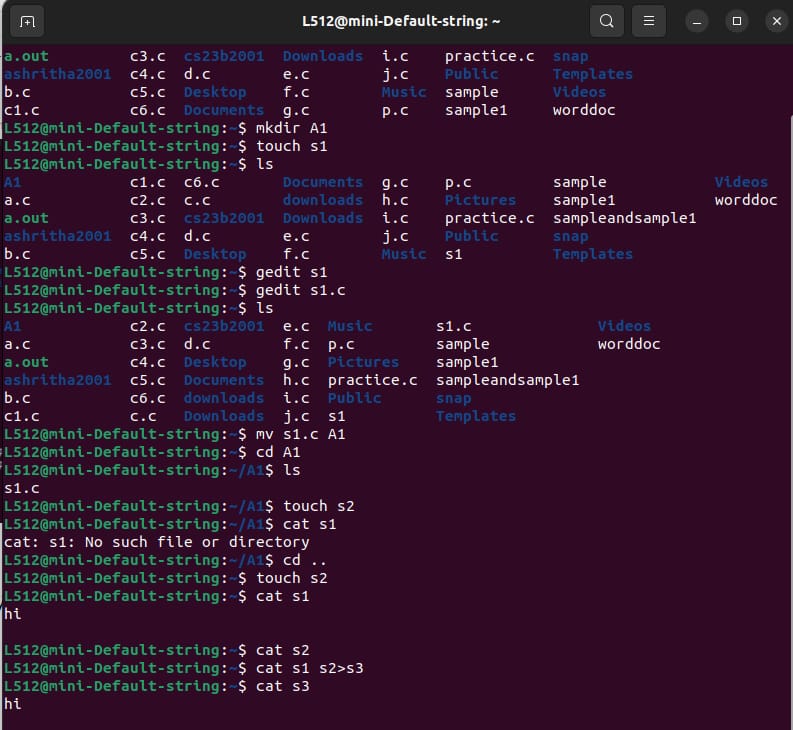 L512@mini-Default-string: ~
a.out c3.c cs23b2001 Downloads i.c practice.c snap
ashritha2001 c4.c d.c e.c j.c Public Templates
b.c c5.c Desktop f.c Music sample Videos
c1.c c6.c Documents g.c p.c sample1 worddoc
L512@mini-Default-string:~$ mkdir A1
L512@mini-Default-string:~$ touch s1
L512@mini-Default-string:~$ ls
A1 c1.c c6.c Documents g.c p.c sample Videos
a.c c2.c c.c downloads h.c Pictures sample1 worddoc
a.out c3.c cs23b2001 Downloads i.c practice.c sampleandsample1
ashritha2001 c4.c d.c e.c j.c Public snap
b.c c5.c Desktop f.c Music s1 Templates
L512@mini-Default-string:~$ gedit s1
L512@mini-Default-string:~$ gedit s1.c
L512@mini-Default-string:~$ ls
A1 c2.c cs23b2001 e.c Music s1.c Videos
a.c c3.c d.c f.c p.c sample worddoc
a.out c4.c Desktop g.c Pictures sample1
ashritha2001 c5.c Documents h.c practice.c sampleandsample1
b.c c6.c downloads i.c Public snap
c1.c c.c Downloads j.c s1 Templates
L512@mini-Default-string:~$ mv s1.c A1
L512@mini-Default-string:~$ cd A1
L512@mini-Default-string:~/A1$ ls
s1.c
L512@mini-Default-string:~/A1$ touch s2
L512@mini-Default-string:~/A1$ cat s1
cat: s1: No such file or directory
L512@mini-Default-string:~/A1$ cd ..
L512@mini-Default-string:~$ touch s2
L512@mini-Default-string:~$ cat s1
hi
L512@mini-Default-string:~$ cat s2
L512@mini-Default-string:~$ cat s1 s2>s3
L512@mini-Default-string:~$ cat s3
hi